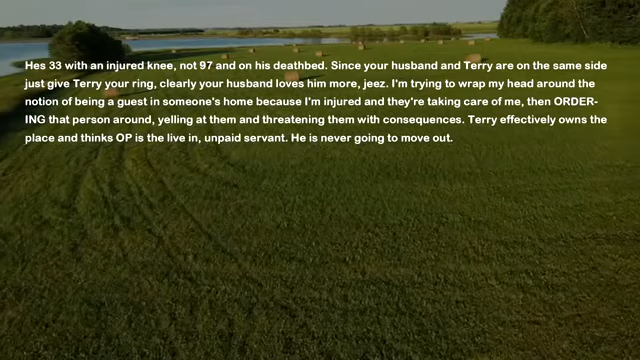 Hes 33 with an injured knee, not 97 and on his deathbed. Since your husband and Terry are on the same side
just give Terry your ring, clearly your husband loves him more, jeez. I'm trying to wrap my head around the
notion of being a guest in someone's home because I'm injured and they're taking care of me, then ORDER-
ING that person around, yelling at them and threatening them with consequences. Terry effectively owns the
place and thinks OP is the live in, unpaid servant. He is never going to move out.